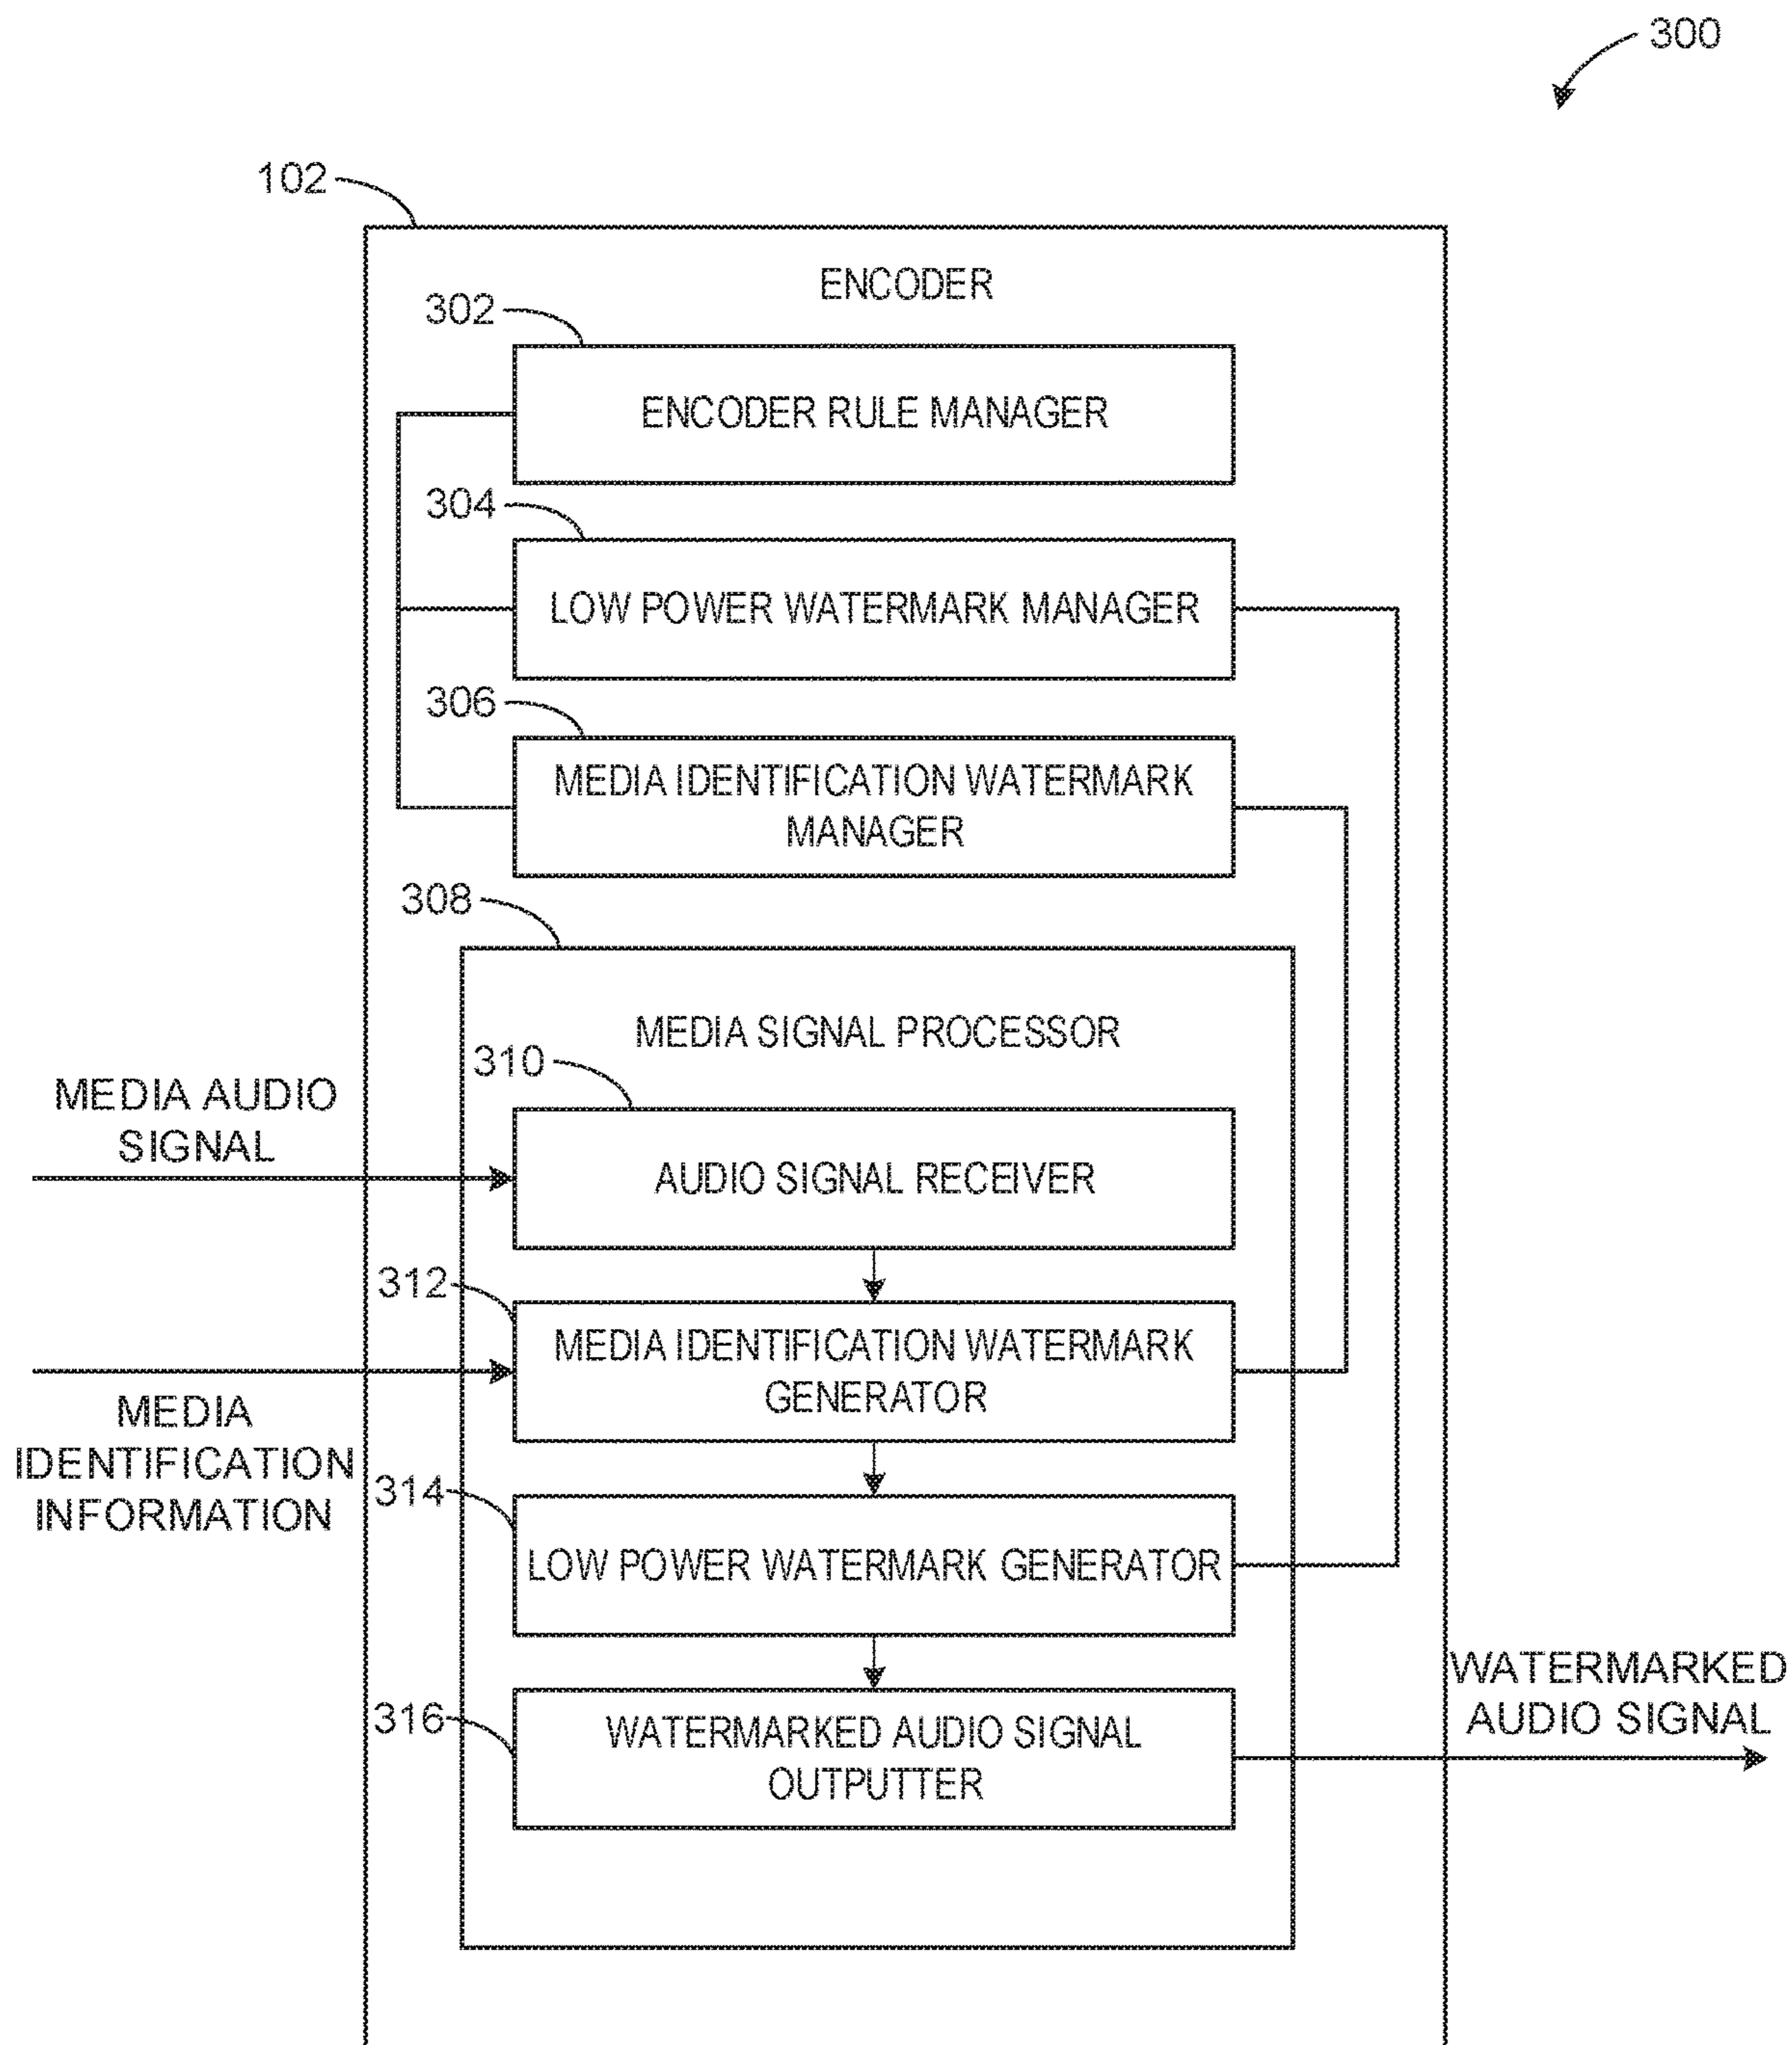 300
102
ENCODER
302
ENCODER RULE MANAGER
304
LOW POWER WATERMARK MANAGER
306
MEDIA IDENTIFICATION WATERMARK
MANAGER
308
MEDIA SIGNAL PROCESSOR
310
MEDIA AUDIO
SIGNAL
AUDIO SIGNAL RECEIVER
312
MEDIA IDENTIFICATION WATERMARK
GENERATOR
MEDIA
IDENTIFICATION
INFORMATION
314
LOW POWER WATERMARK GENERATOR
316
WATERMARKED AUDIO SIGNAL
OUTPUTTER
WATERMARKED
AUDIO SIGNAL